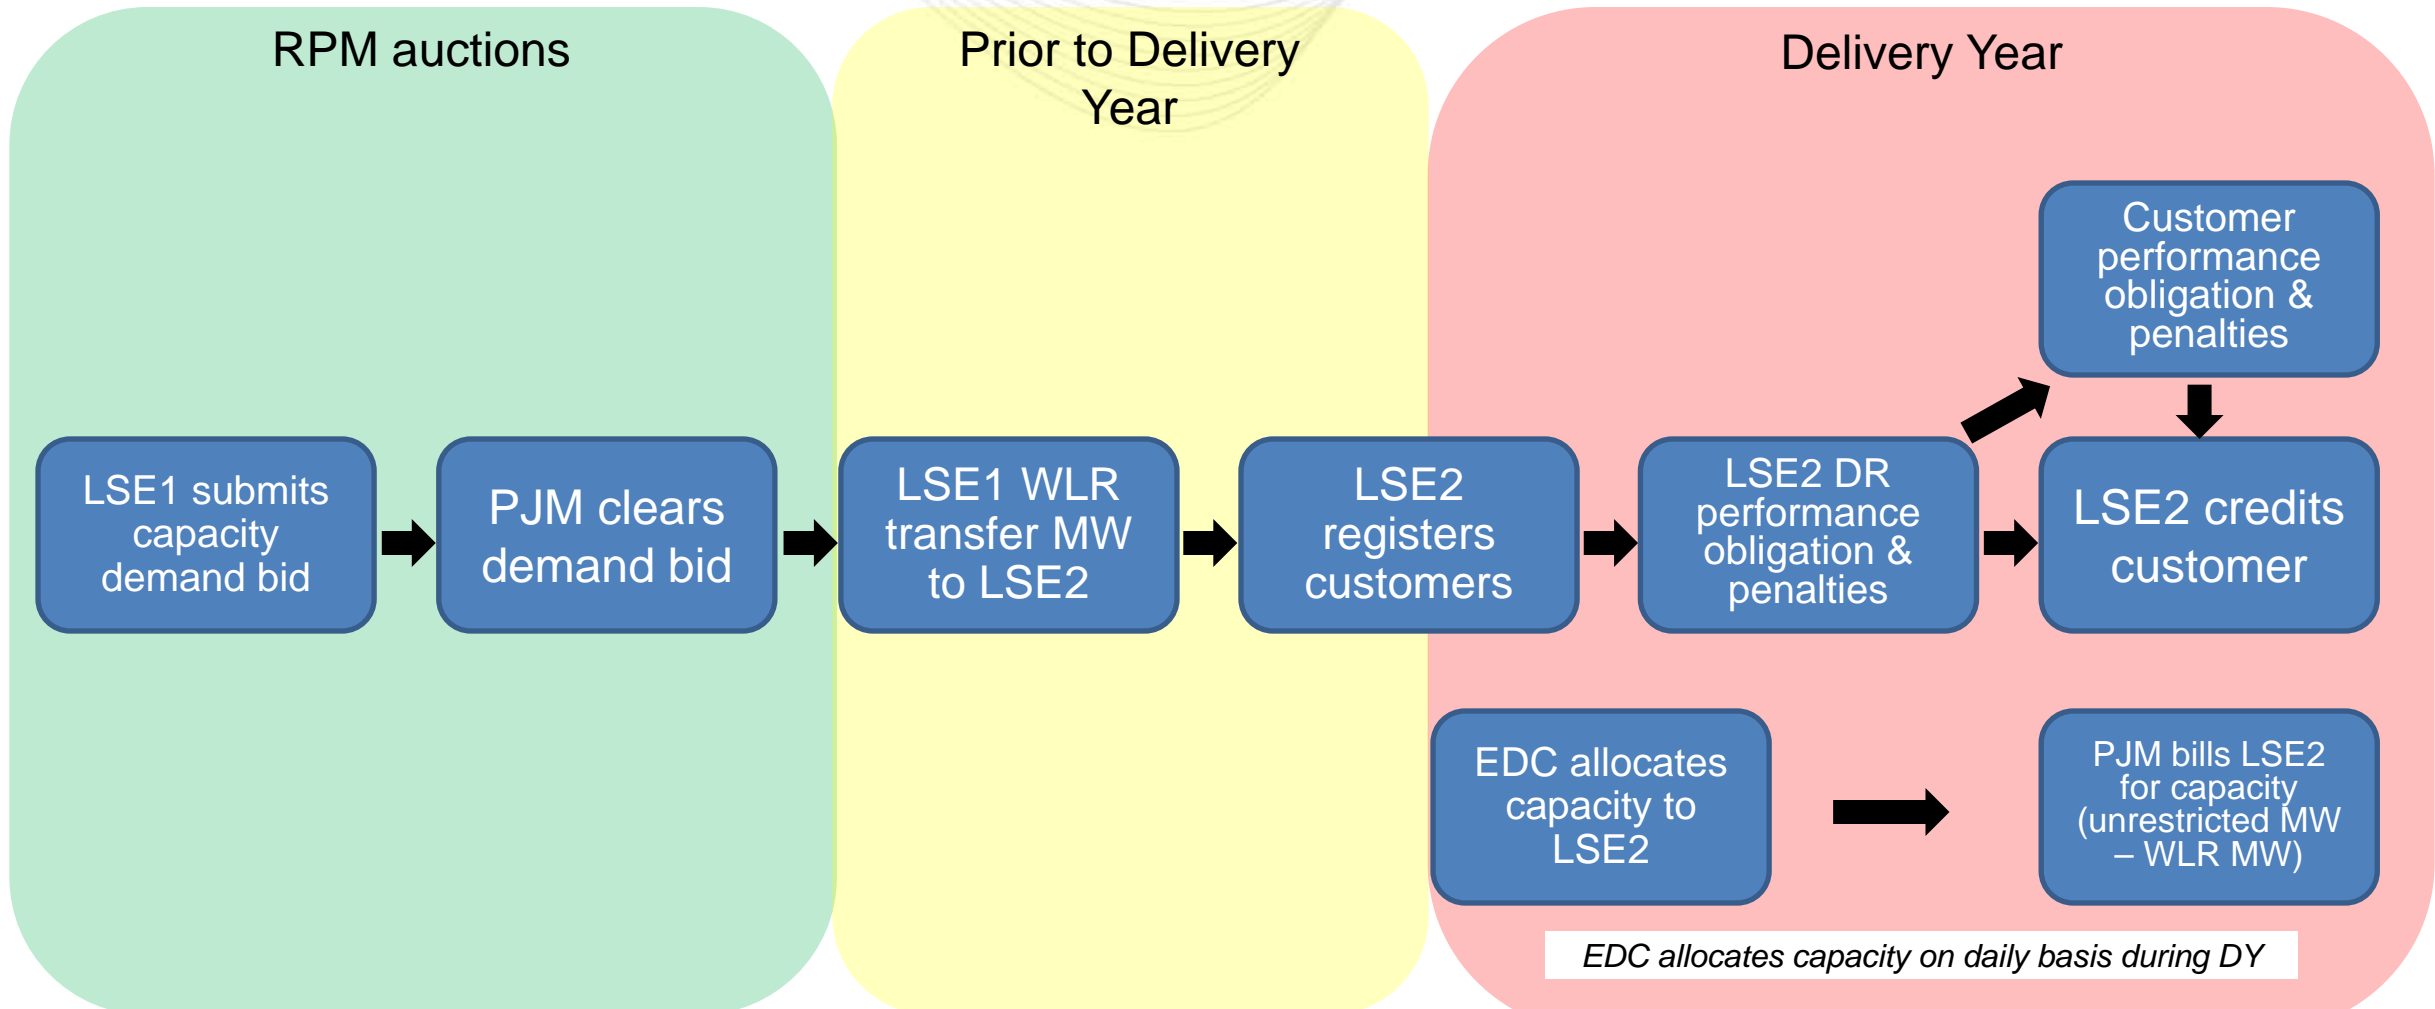 RPM auctions
Prior to Delivery
Year
Delivery Year
Customer
performance
obligation &
penalties
LSE1 submits
capacity
demand bid
PJM clears
demand bid
LSE1 WLR
transfer MW
to LSE2
LSE2
registers
customers
LSE2 DR
performance
obligation &
penalties
LSE2 credits
customer
EDC allocates
capacity to
LSE2
PJM bills LSE2
for capacity
(unrestricted MW
– WLR MW)
EDC allocates capacity on daily basis during DY